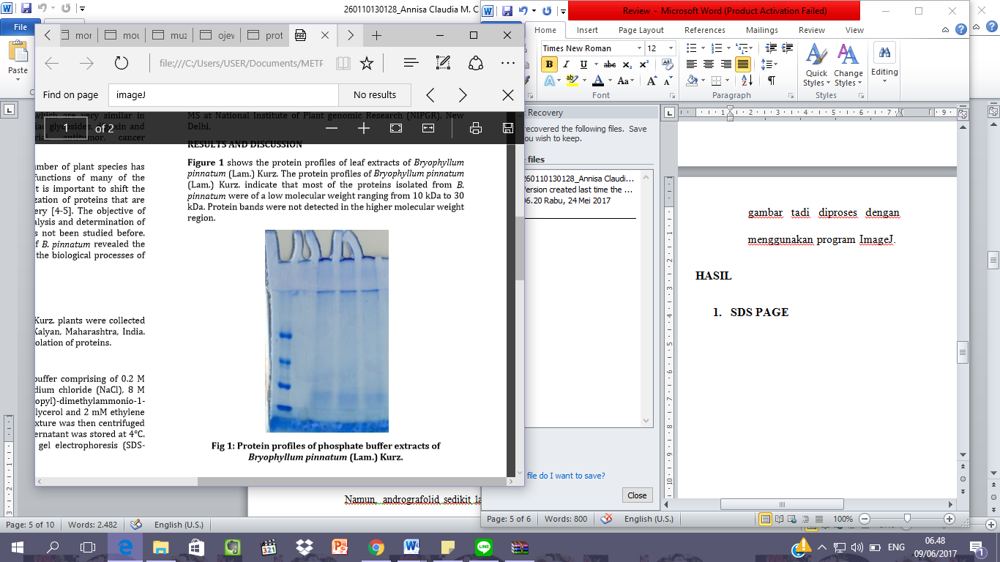 260110130128_Annisa Claudia M. C
File
Paste
mor
mou
muz
ojev
prot
file:///C:/Users/USER/Documents/METF
Find on page
imageJ
No results
1 of 2
which are very similar in
MS at National Institute of Plant genomic Research (NIPGR), New
Delhi.
RESULTS AND DISCUSSION
Figure 1 shows the protein profiles of leaf extracts of Bryophyllum
pinnatum (Lam.) Kurz. The protein profiles of Bryophyllum pinnatum
(Lam.) Kurz. indicate that most of the proteins isolated from B.
pinnatum were of a low molecular weight ranging from 10 kDa to 30
kDa. Protein bands were not detected in the higher molecular weight
region.
Fig 1: Protein profiles of phosphate buffer extracts of
Bryophyllum pinnatum (Lam.) Kurz.
mber of plant species has
functions of many of the
t is important to shift the
zation of proteins that are
ery [4-5]. The objective of
alysis and determination of
s not been studied before.
f B. pinnatum revealed the
the biological processes of
Kurz. plants were collected
Kalyan, Maharashtra, India.
olation of proteins.
buffer comprising of 0.2 M
dium chloride (NaCl), 8 M
opyl)-dimethylammonio-1-
lycerol and 2 mM ethylene
xture was then centrifuged
ernatant was stored at 4°C.
gel electrophoresis (SDS-
Namun, andrografolid sedikit la
Page: 5 of 10 Words: 2.482 English (U.S.)
Review - Microsoft Word (Product Activation Failed)
Home Insert Page Layout References Mailings Review View
Times New Roman 12
Quick Styles
Change Styles
Editing
Font Paragraph Styles
Recovery
recovered the following files. Save
ou wish to keep.
e files
260110130128_Annisa Claudi...
Version created last time the ...
06.20 Rabu, 24 Mei 2017
file do I want to save?
Close
gambar tadi diproses dengan
menggunakan program ImageJ.
HASIL
1. SDS PAGE
Page: 5 of 6 Words: 800 English (U.S.) 100%
ENG
06.48
09/06/2017